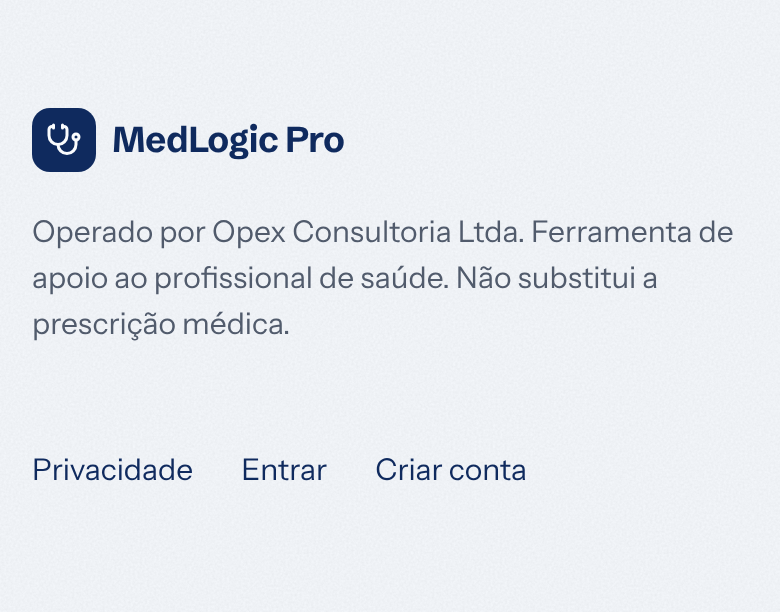 MedLogic Pro
Operado por Opex Consultoria Ltda. Ferramenta de
apoio ao profissional de saúde. Não substitui a
prescrição médica.
Privacidade Entrar Criar conta